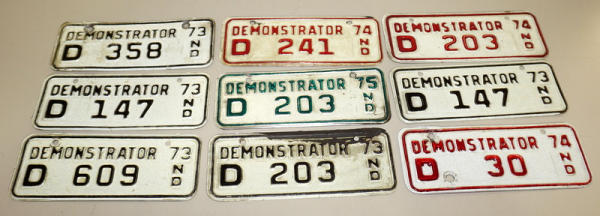 DEMONSTRATOR 73
D 358 ND
DEMONSTRATOR 74
D 241 ND
DEMONSTRATOR 74
D 203 ND
DEMONSTRATOR 73
D 147 ND
DEMONSTRATOR 75
D 203 ND
DEMONSTRATOR 73
D 147 ND
DEMONSTRATOR 73
D 609 ND
DEMONSTRATOR 73
D 203 ND
DEMONSTRATOR 74
D 30 ND